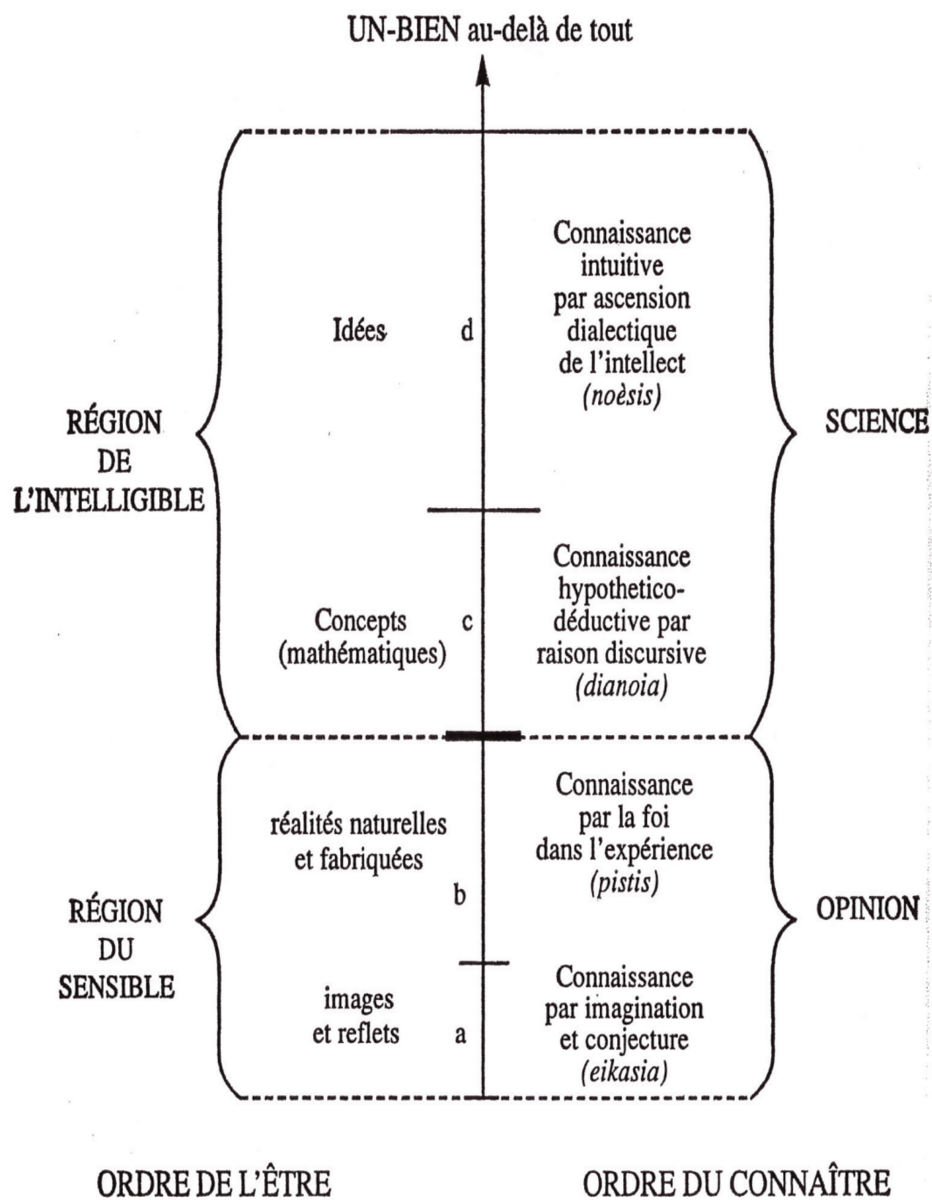 UN-BIEN au-delà de tout
Connaissance
intuitive
par ascension
dialectique
de l'intellect
(noèsis)
Idées
d
RÉGION
DE
L'INTELLIGIBLE
SCIENCE
Connaissance
hypothetico-
déductive par
raison discursive
(dianoia)
Concepts
(mathématiques)
c
Connaissance
par la foi
dans l'expérience
(pistis)
réalités naturelles
et fabriquées
b
RÉGION
DU
SENSIBLE
OPINION
Connaissance
par imagination
et conjecture
(eikasia)
images
et reflets
a
ORDRE DE L'ÊTRE
ORDRE DU CONNAÎTRE